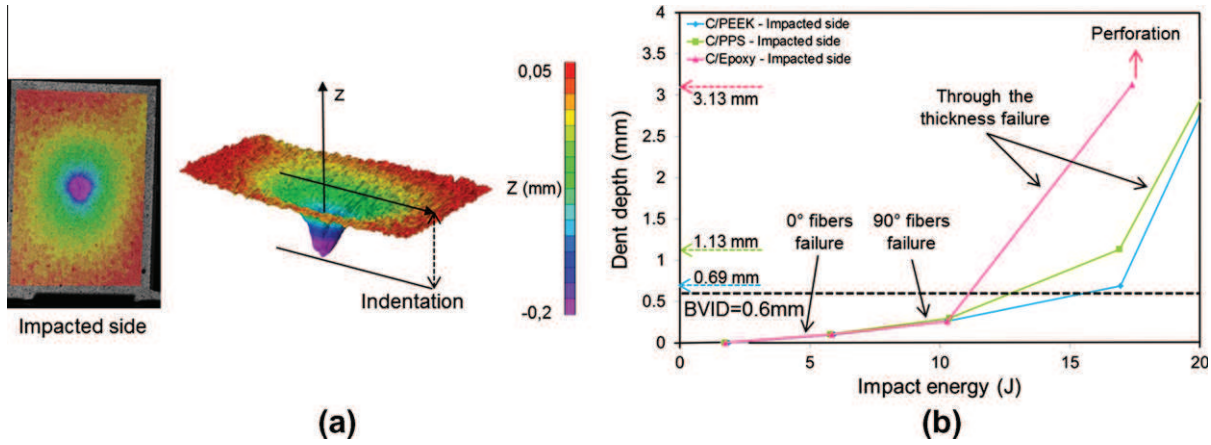 0,05
Z
Z (mm)
-0,2
Indentation
Impacted side
(a)
4
3.5
3
2.5
2
1.5
1
0.5
0
Dent depth (mm)
C/PEEK - Impacted side
C/PPS - Impacted side
C/Epoxy - Impacted side
Perforation
3.13 mm
Through the
thickness failure
1.13 mm
0° fibers
failure
90° fibers
failure
0.69 mm
BVID=0.6mm
0 5 10 15 20
Impact energy (J)
(b)